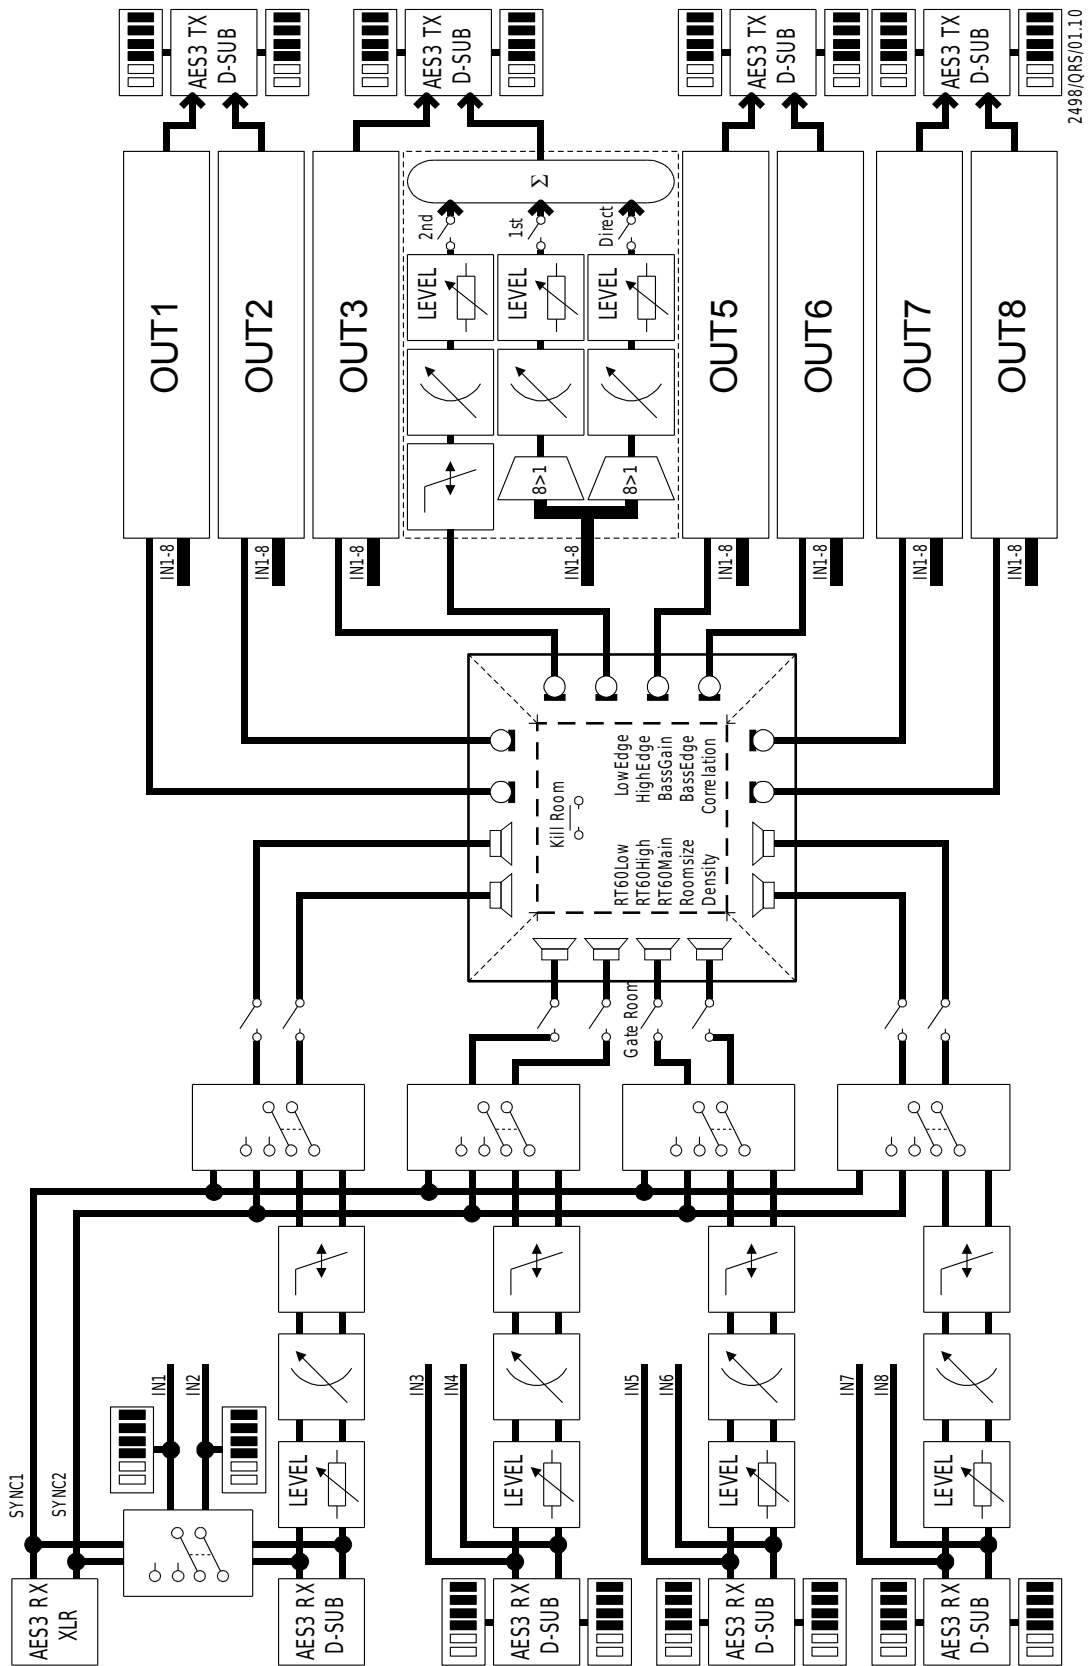 SYNC1
SYNC2
AES3 RX
XLR
IN1
IN2
LEVEL
AES3 RX
D-SUB
IN3
IN4
LEVEL
AES3 RX
D-SUB
IN5
IN6
LEVEL
AES3 RX
D-SUB
IN7
IN8
LEVEL
AES3 RX
D-SUB
Gate Room
Kill Room
RT60Low
RT60High
RT60Main
Roomsize
Density
LowEdge
HighEdge
BassGain
BassEdge
Correlation
IN1-8
OUT1
AES3 TX
D-SUB
IN1-8
OUT2
IN1-8
OUT3
AES3 TX
D-SUB
LEVEL
2nd
IN1-8
8>1
LEVEL
1st
Σ
8>1
LEVEL
Direct
IN1-8
OUT5
AES3 TX
D-SUB
IN1-8
OUT6
IN1-8
OUT7
AES3 TX
D-SUB
IN1-8
OUT8
2498/QRS/01.10